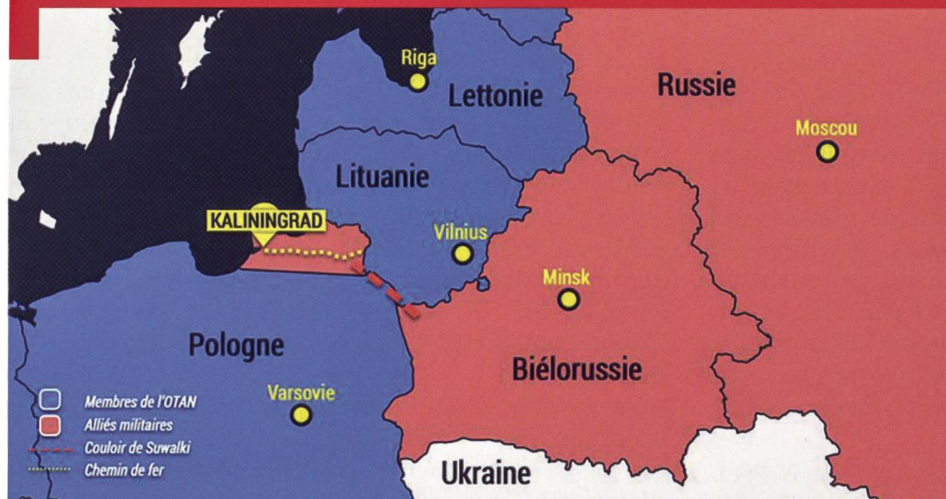 Riga
Lettonie
Russie
Moscou
Lituanie
KALININGRAD
Vilnius
Minsk
Pologne
Biélorussie
Varsovie
Membres de l'OTAN
Alliés militaires
Couloir de Suwalki
Chemin de fer
Ukraine